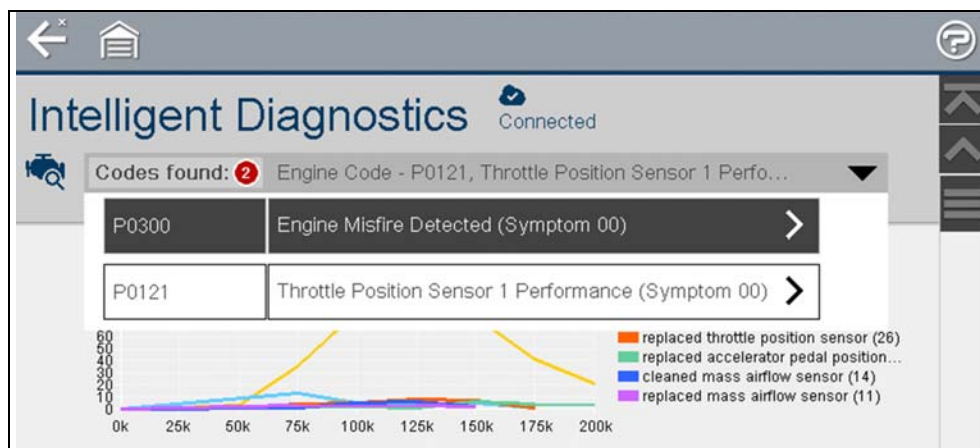 Intelligent Diagnostics
Connected
Codes found: 2 Engine Code - P0121, Throttle Position Sensor 1 Perfo...
P0300 Engine Misfire Detected (Symptom 00)
P0121 Throttle Position Sensor 1 Performance (Symptom 00)
60
50
40
30
20
10
0
replaced throttle position sensor (26)
replaced accelerator pedal position...
cleaned mass airflow sensor (14)
replaced mass airflow sensor (11)
0k 25k 50k 75k 100k 125k 150k 175k 200k